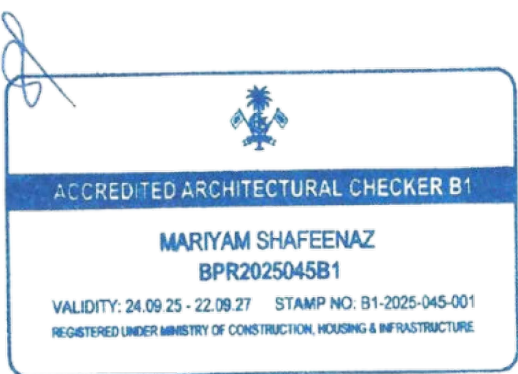 ACCREDITED ARCHITECTURAL CHECKER B1
MARIYAM SHAFEENAZ
BPR2025045B1
VALIDITY: 24.09.25 - 22.09.27 STAMP NO: B1-2025-045-001
REGISTERED UNDER MINISTRY OF CONSTRUCTION, HOUSING & INFRASTRUCTURE